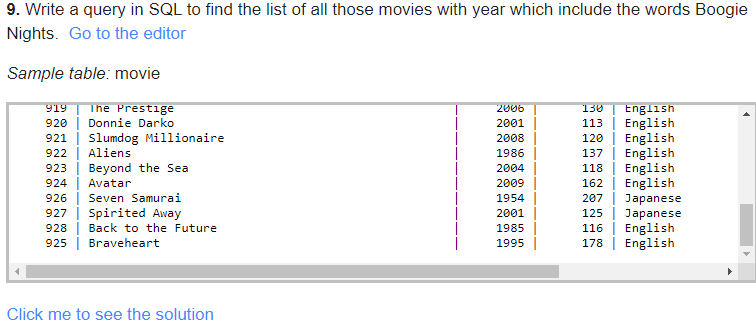 9. Write a query in SQL to find the list of all those movies with year which include the words Boogie
Nights. Go to the editor
Sample table: movie
919 | The Prestige | 2006 | 130 | English
920 | Donnie Darko | 2001 | 113 | English
921 | Slumdog Millionaire | 2008 | 120 | English
922 | Aliens | 1986 | 137 | English
923 | Beyond the Sea | 2004 | 118 | English
924 | Avatar | 2009 | 162 | English
926 | Seven Samurai | 1954 | 207 | Japanese
927 | Spirited Away | 2001 | 125 | Japanese
928 | Back to the Future | 1985 | 116 | English
925 | Braveheart | 1995 | 178 | English
Click me to see the solution